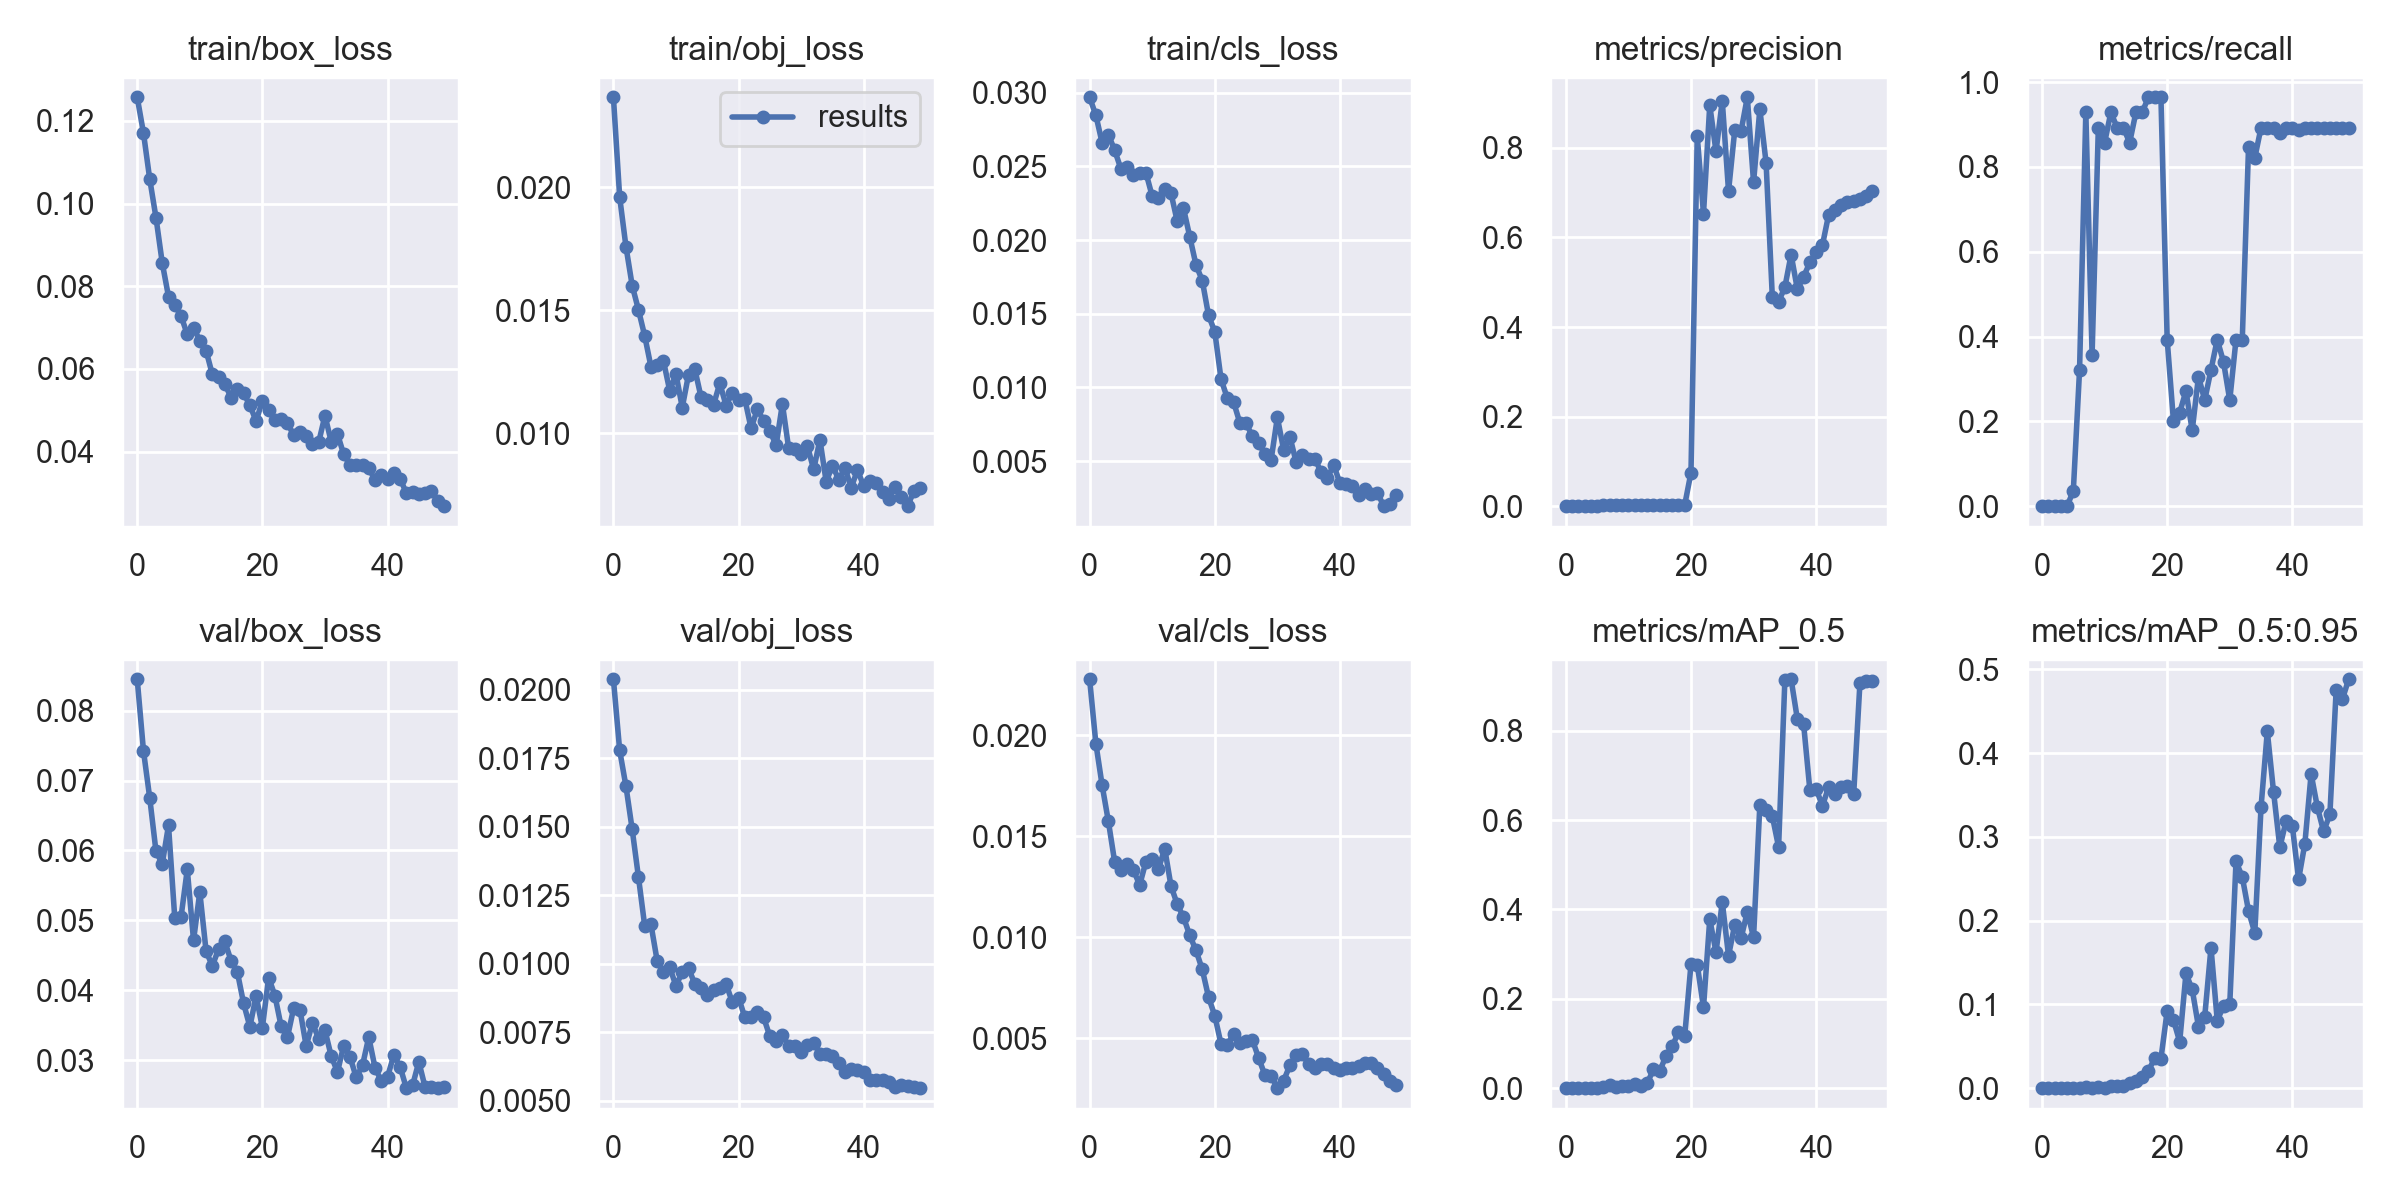 train/box_loss
0.12
0.10
0.08
0.06
0.04
0 20 40
train/obj_loss
results
0.020
0.015
0.010
0 20 40
train/cls_loss
0.030
0.025
0.020
0.015
0.010
0.005
0 20 40
metrics/precision
0.8
0.6
0.4
0.2
0.0
0 20 40
metrics/recall
1.0
0.8
0.6
0.4
0.2
0.0
0 20 40
val/box_loss
0.08
0.07
0.06
0.05
0.04
0.03
0 20 40
val/obj_loss
0.0200
0.0175
0.0150
0.0125
0.0100
0.0075
0.0050
0 20 40
val/cls_loss
0.020
0.015
0.010
0.005
0 20 40
metrics/mAP_0.5
0.8
0.6
0.4
0.2
0.0
0 20 40
metrics/mAP_0.5:0.95
0.5
0.4
0.3
0.2
0.1
0.0
0 20 40